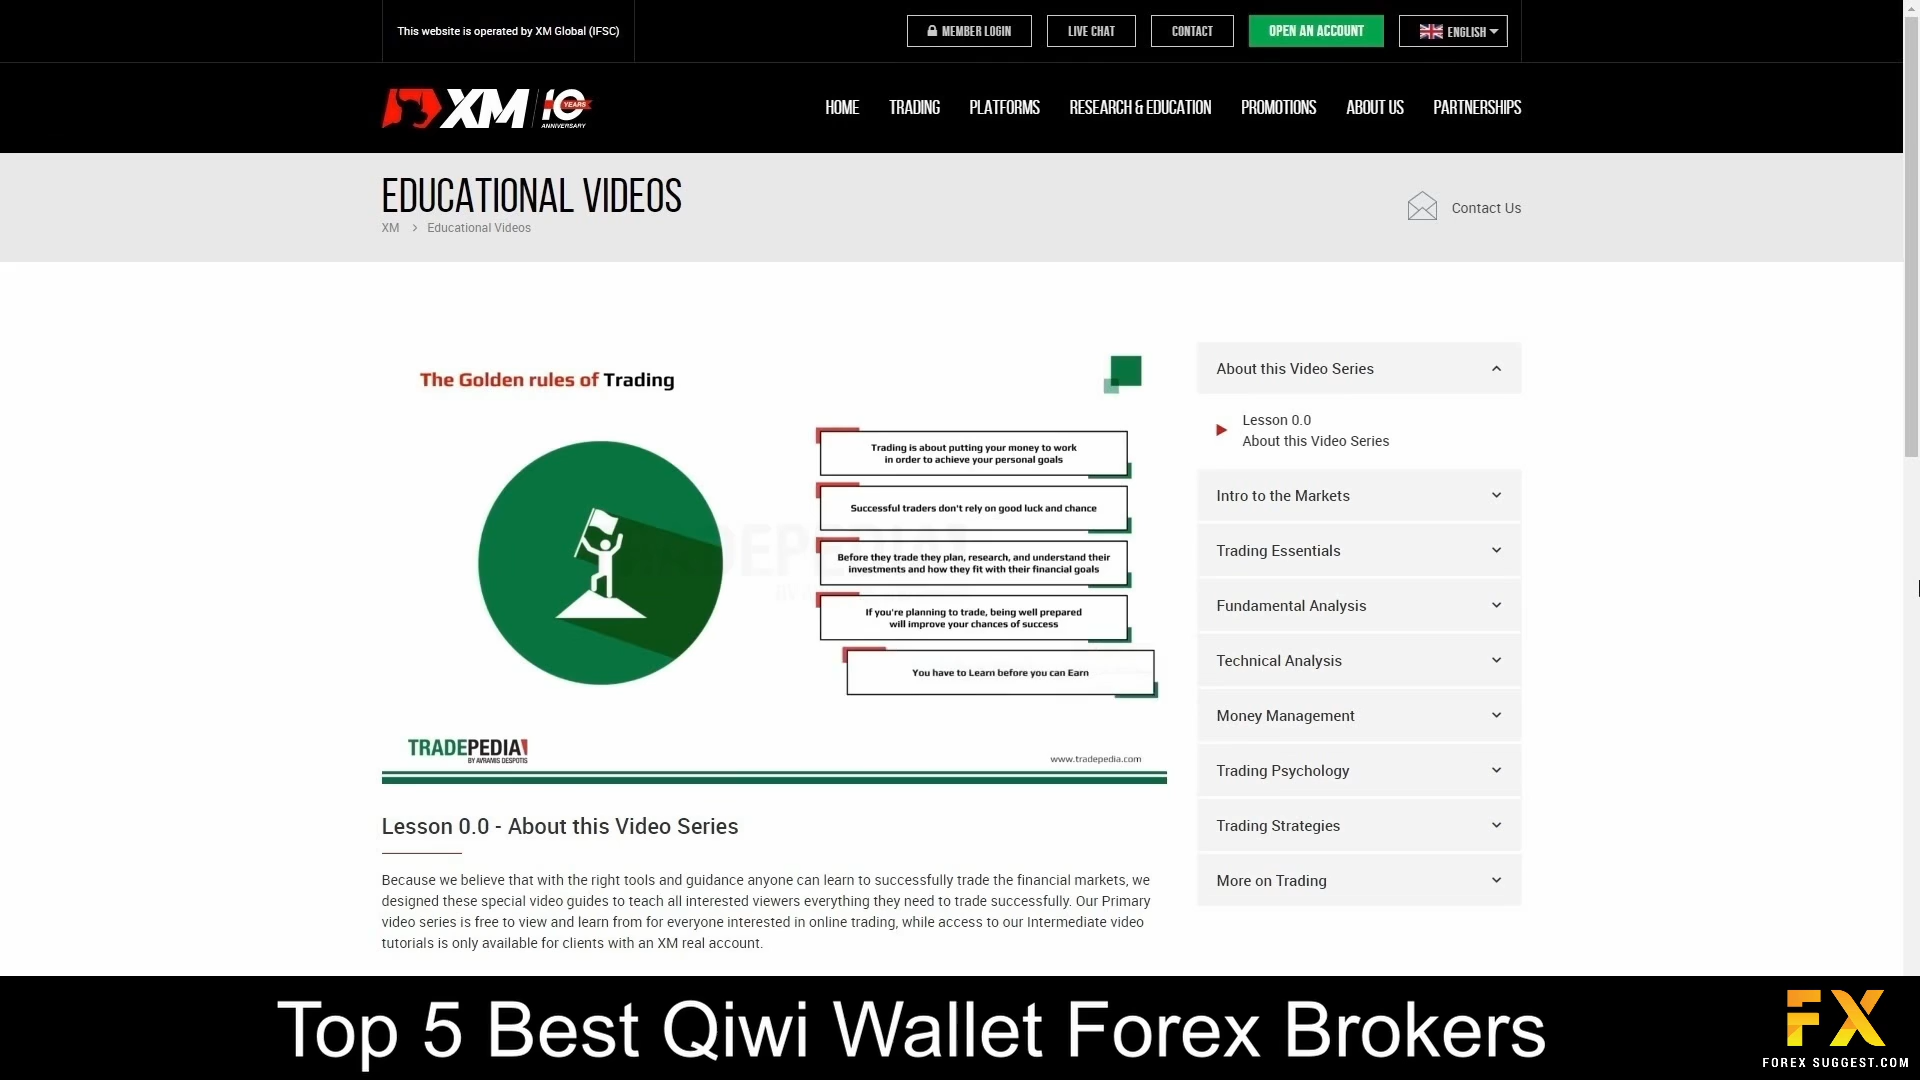 This website is operated by XM Global (IFSC)
MEMBER LOGIN
LIVE CHAT
CONTACT
OPEN AN ACCOUNT
ENGLISH
XM 10 YEARS ANNIVERSARY
HOME
TRADING
PLATFORMS
RESEARCH & EDUCATION
PROMOTIONS
ABOUT US
PARTNERSHIPS
EDUCATIONAL VIDEOS
XM > Educational Videos
Contact Us
The Golden rules of Trading
Trading is about putting your money to work
in order to achieve your personal goals
Successful traders don't rely on good luck and chance
Before they trade they plan, research, and understand their
investments and how they fit with their financial goals
If you're planning to trade, being well prepared
will improve your chances of success
You have to Learn before you can Earn
TRADEPEDIA
BY AVRAMIS DESPOTIS
www.tradepedia.com
About this Video Series
Lesson 0.0
About this Video Series
Intro to the Markets
Trading Essentials
Fundamental Analysis
Technical Analysis
Money Management
Trading Psychology
Trading Strategies
More on Trading
Lesson 0.0 - About this Video Series
Because we believe that with the right tools and guidance anyone can learn to successfully trade the financial markets, we
designed these special video guides to teach all interested viewers everything they need to trade successfully. Our Primary
video series is free to view and learn from for everyone interested in online trading, while access to our Intermediate video
tutorials is only available for clients with an XM real account.
Top 5 Best Qiwi Wallet Forex Brokers
FX
FOREX SUGGEST.COM